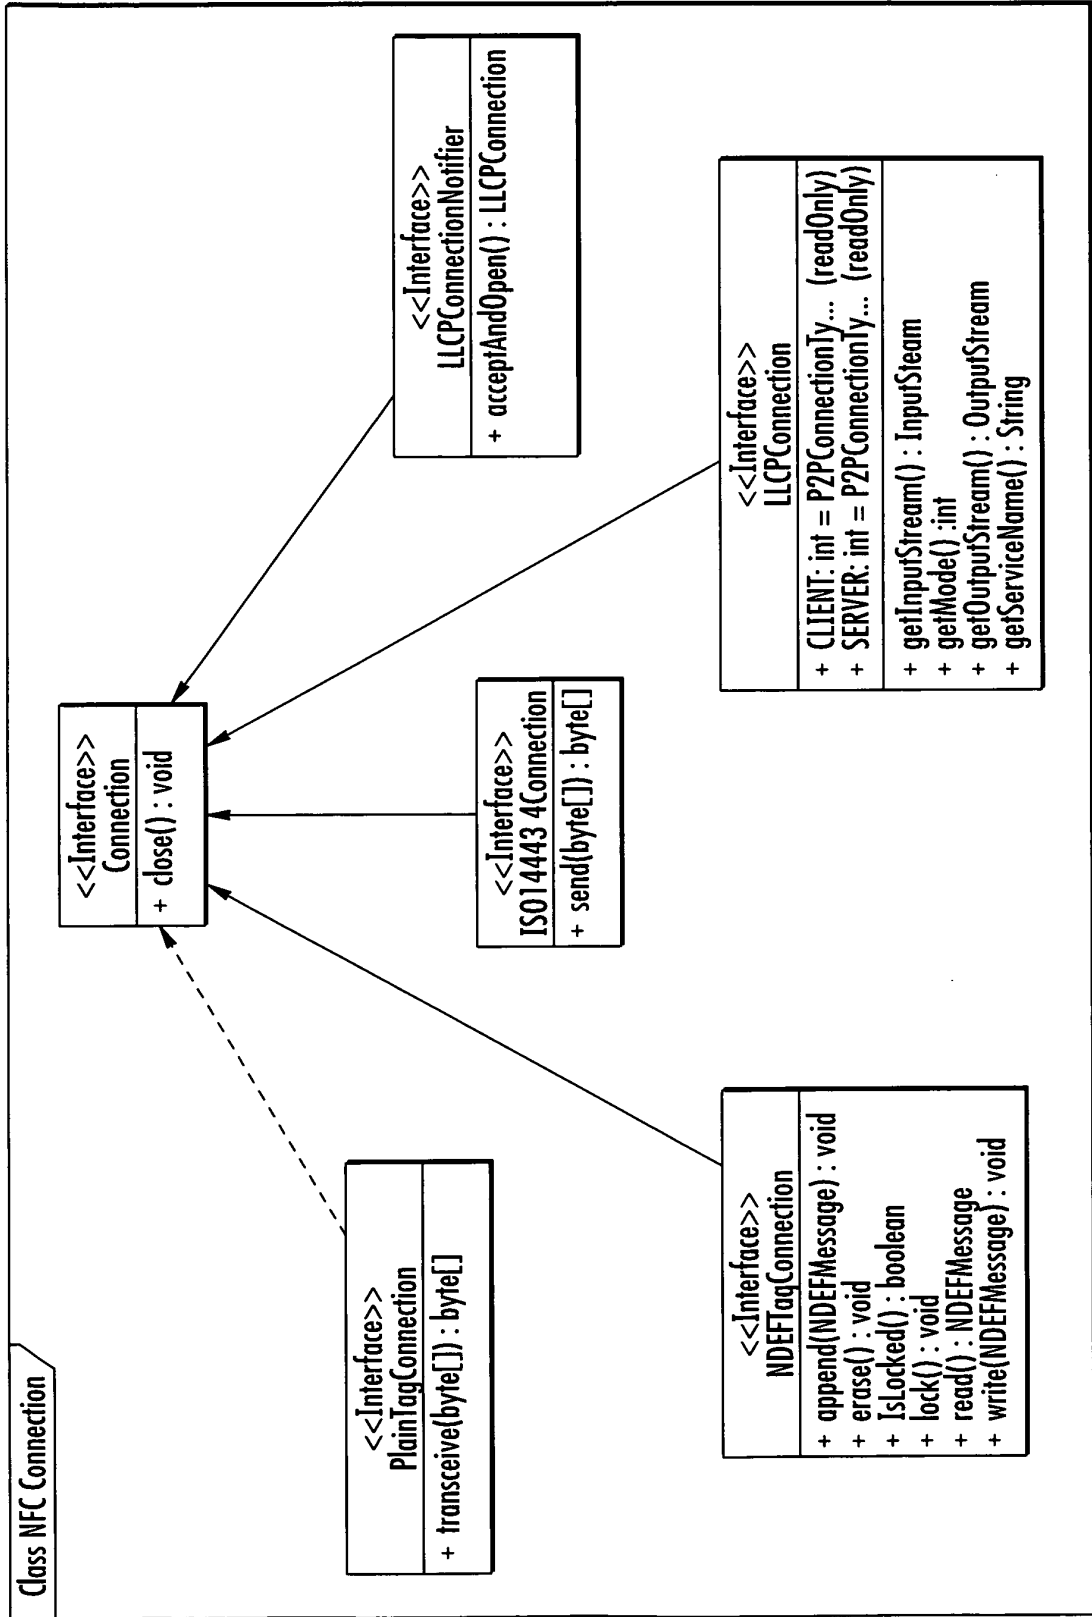 Class NFC Connection
<<Interface>>
Connection
+ close() : void
<<Interface>>
PlainTagConnection
+ transceive(byte[]) : byte[]
<<Interface>>
LLCPConnectionNotifier
+ acceptAndOpen() : LLCPConnection
<<Interface>>
ISO14443 4Connection
+ send(byte[]) : byte[]
<<Interface>>
NDEFTagConnection
+ append(NDEFMessage) : void
+ erase() : void
+ IsLocked() : boolean
+ lock() : void
+ read() : NDEFMessage
+ write(NDEFMessage) : void
<<Interface>>
LLCPConnection
+ CLIENT: int = P2PConnectionTy... (readOnly)
+ SERVER: int = P2PConnectionTy... (readOnly)
+ getInputStream() : InputSteam
+ getMode() :int
+ getOutputStream() : OutputStream
+ getServiceName() : String